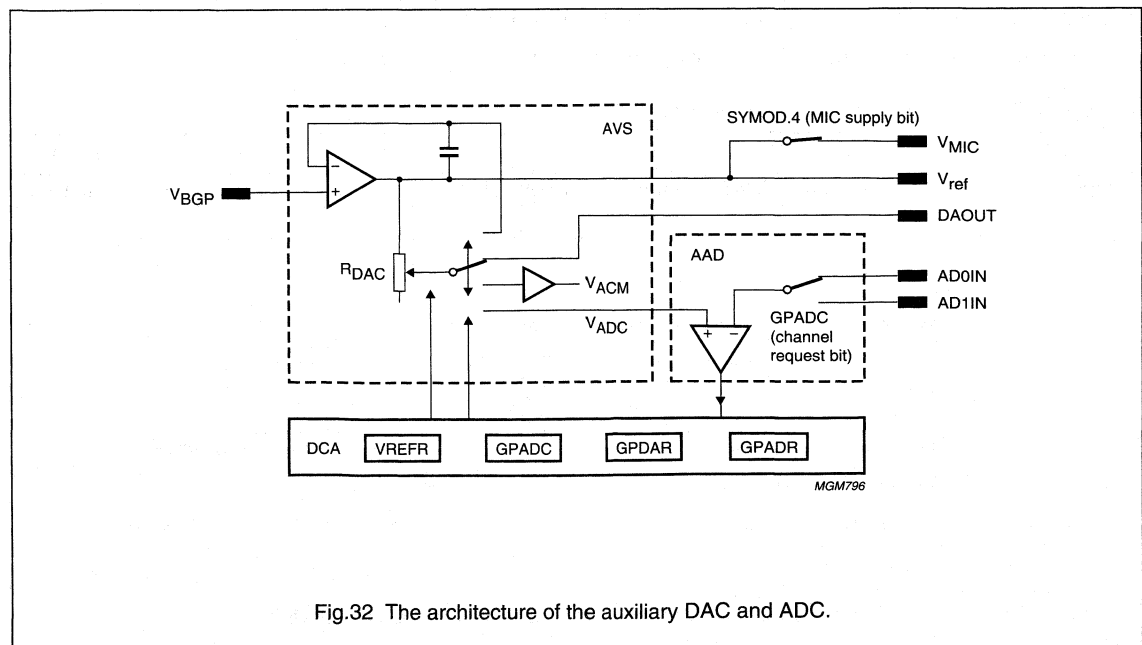 SYMOD.4 (MIC supply bit)
AVS
VMIC
VBGP
Vref
DAOUT
AAD
RDAC
VACM
AD0IN
AD1IN
VADC
GPADC
(channel
request bit)
DCA
VREFR
GPADC
GPDAR
GPADR
MGM796
Fig.32 The architecture of the auxiliary DAC and ADC.